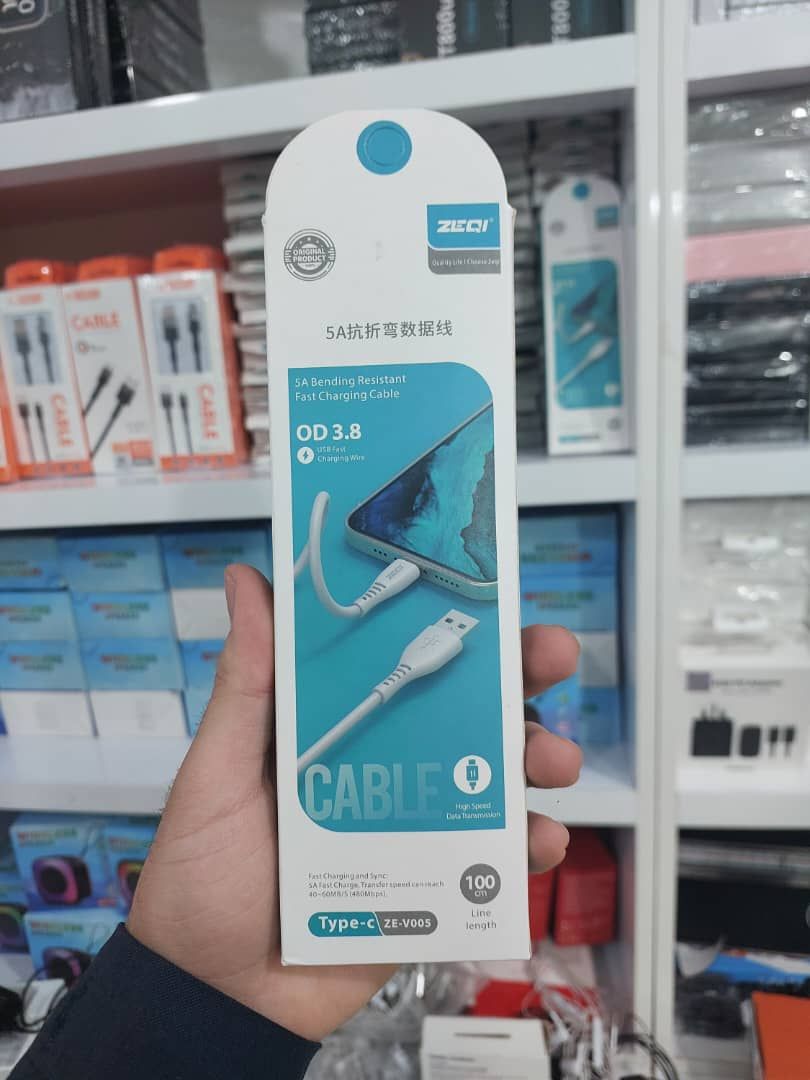 ZEQI
Quality Life I Choose Zeqi
ORIGINAL
PRODUCT
5A抗折弯数据线
5A Bending Resistant
Fast Charging Cable
OD 3.8
USB Fast
Charging Wire
ZEQI
CABLE
High Speed
Data Transmission
Fast Charging and Sync:
5A Fast Charge, Transfer speed can reach
40~60MB/S (480Mbps).
100
cm
Line
length
Type-c ZE-V005
CABLE
CABLE
CABLE